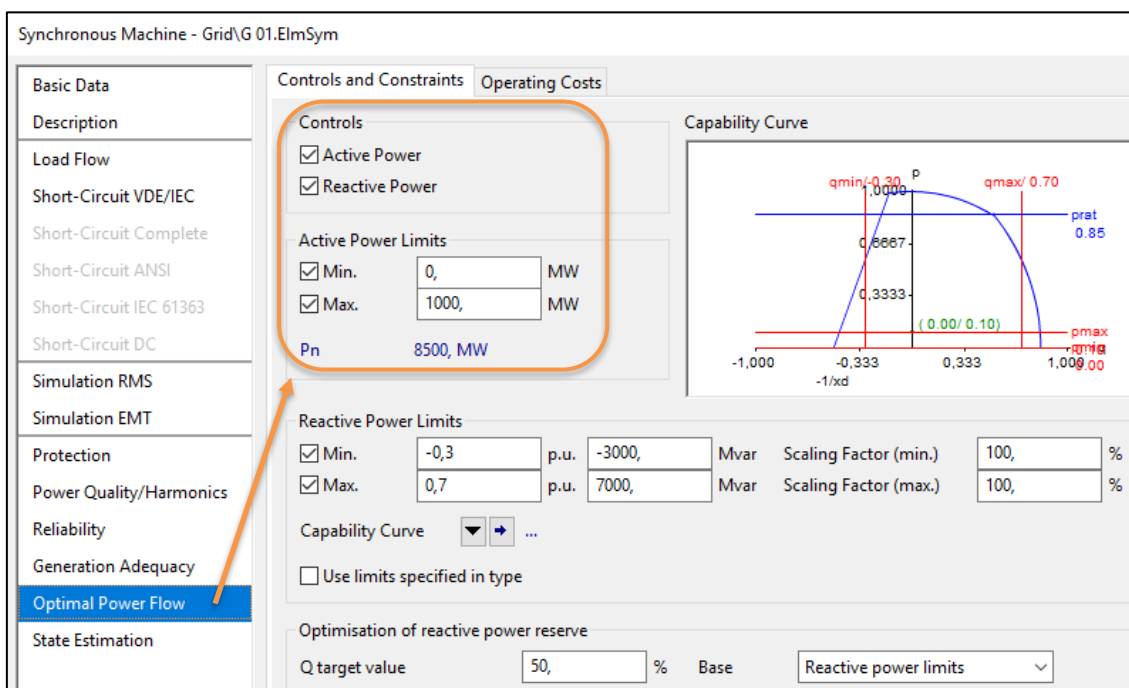 Synchronous Machine - Grid\G 01.ElmSym
Basic Data
Description
Load Flow
Short-Circuit VDE/IEC
Short-Circuit Complete
Short-Circuit ANSI
Short-Circuit IEC 61363
Short-Circuit DC
Simulation RMS
Simulation EMT
Protection
Power Quality/Harmonics
Reliability
Generation Adequacy
Optimal Power Flow
State Estimation
Controls and Constraints Operating Costs
Controls
Active Power
Reactive Power
Active Power Limits
Min. 0, MW
Max. 1000, MW
Pn 8500, MW
Capability Curve
p
qmin/-0.30 qmax/ 0.70
1,0000
prat
0.85
0,6667
0,3333
( 0.00/ 0.10)
pmax
-1,000 -0,333 0,333 1,000
0.00
-1/xd
Reactive Power Limits
Min. -0,3 p.u. -3000, Mvar Scaling Factor (min.) 100, %
Max. 0,7 p.u. 7000, Mvar Scaling Factor (max.) 100, %
Capability Curve ...
Use limits specified in type
Optimisation of reactive power reserve
Q target value 50, % Base Reactive power limits